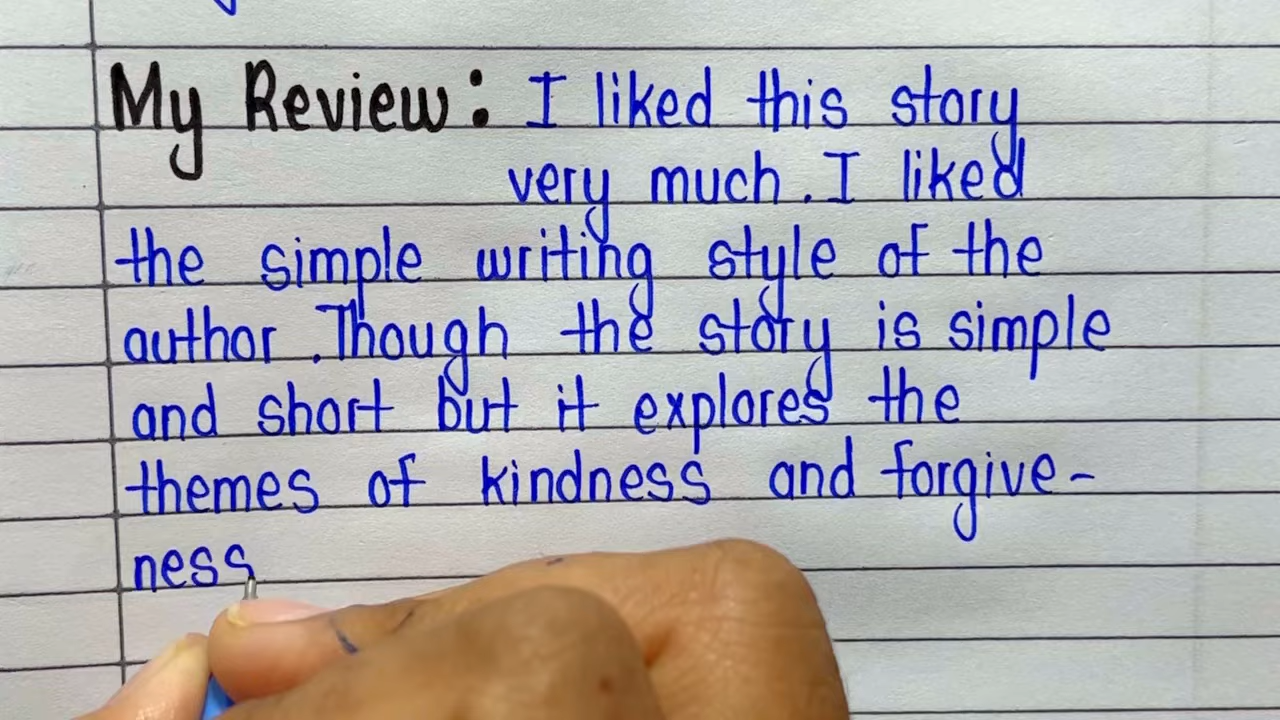 My Review: I liked this story
very much. I liked
the simple writing style of the
author. Though the story is simple
and short but it explores the
themes of kindness and forgive-
ness